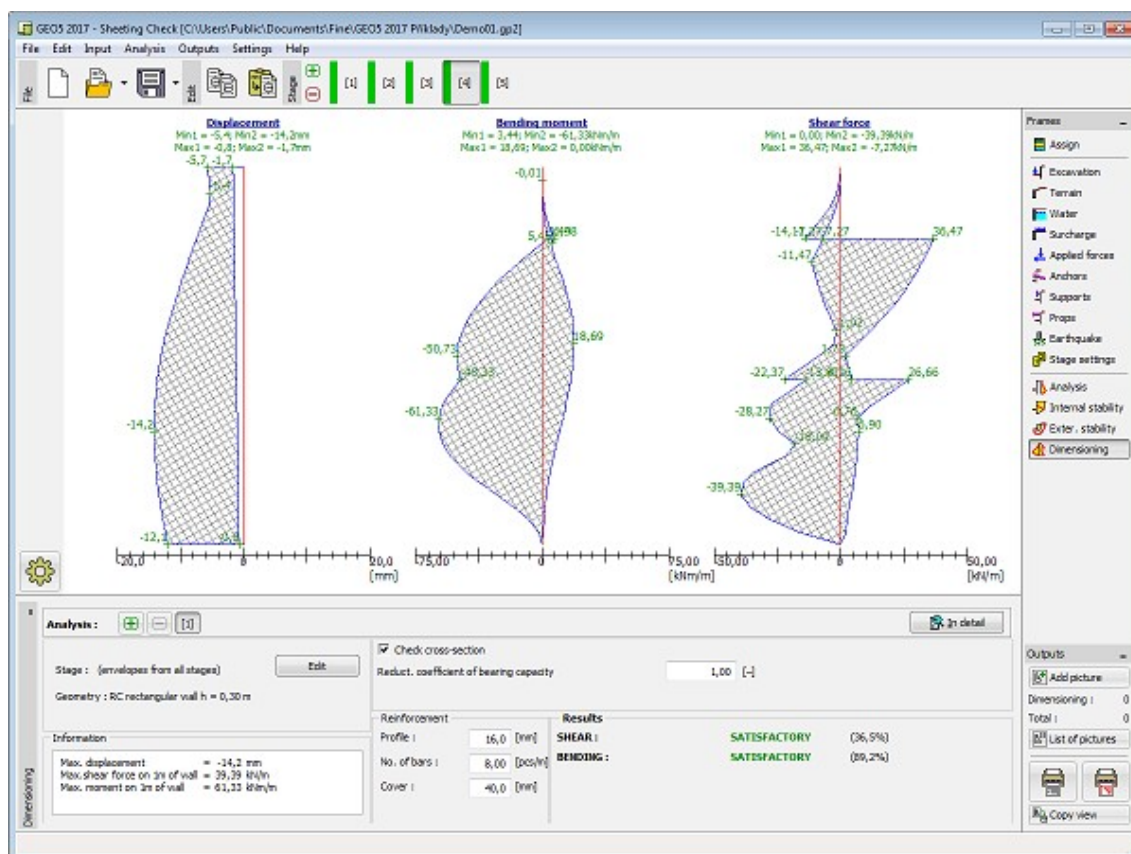 GEO5 2017 - Sheeting Check [C:\Users\Public\Documents\Fine\GEO5 2017 Příklady\Demo01.gp2]
File Edit Input Analysis Outputs Settings Help
File
Edit
Stage
[1] [2] [3] [4] [5]
Displacement
Min1 = -5,4; Min2 = -14,2mm
Max1 = -0,8; Max2 = -1,7mm
Bending moment
Min1 = 3,44; Min2 = -61,33kNm/m
Max1 = 18,69; Max2 = 0,00kNm/m
Shear force
Min1 = 0,00; Min2 = -39,39kN/m
Max1 = 36,47; Max2 = -7,27kN/m
-5,7 -1,7
-5,4
-14,2
-12,1
-0,8
-20,0 0 20,0
[mm]
-0,01
18,69
-50,73
-49,33
-61,33
-75,00 0 75,00
[kNm/m]
36,47
-11,47
-22,37
26,66
-28,27
-39,39
-50,00 0 50,00
[kN/m]
Frames
Assign
Excavation
Terrain
Water
Surcharge
Applied forces
Anchors
Supports
Props
Earthquake
Stage settings
Analysis
Internal stability
Exter. stability
Dimensioning
Dimensioning
Analysis : [1]
In detail
Stage : (envelopes from all stages)
Edit
Geometry : RC rectangular wall h = 0,30 m
Information
Max. displacement = -14,2 mm
Max.shear force on 1m of wall = 39,39 kN/m
Max. moment on 1m of wall = 61,33 kNm/m
Check cross-section
Reduct. coefficient of bearing capacity 1,00 [-]
Reinforcement
Profile : 16,0 [mm]
No. of bars : 8,00 [pcs/m]
Cover : 40,0 [mm]
Results
SHEAR : SATISFACTORY (36,5%)
BENDING : SATISFACTORY (89,2%)
Outputs
Add picture
Dimensioning : 0
Total : 0
List of pictures
Copy view